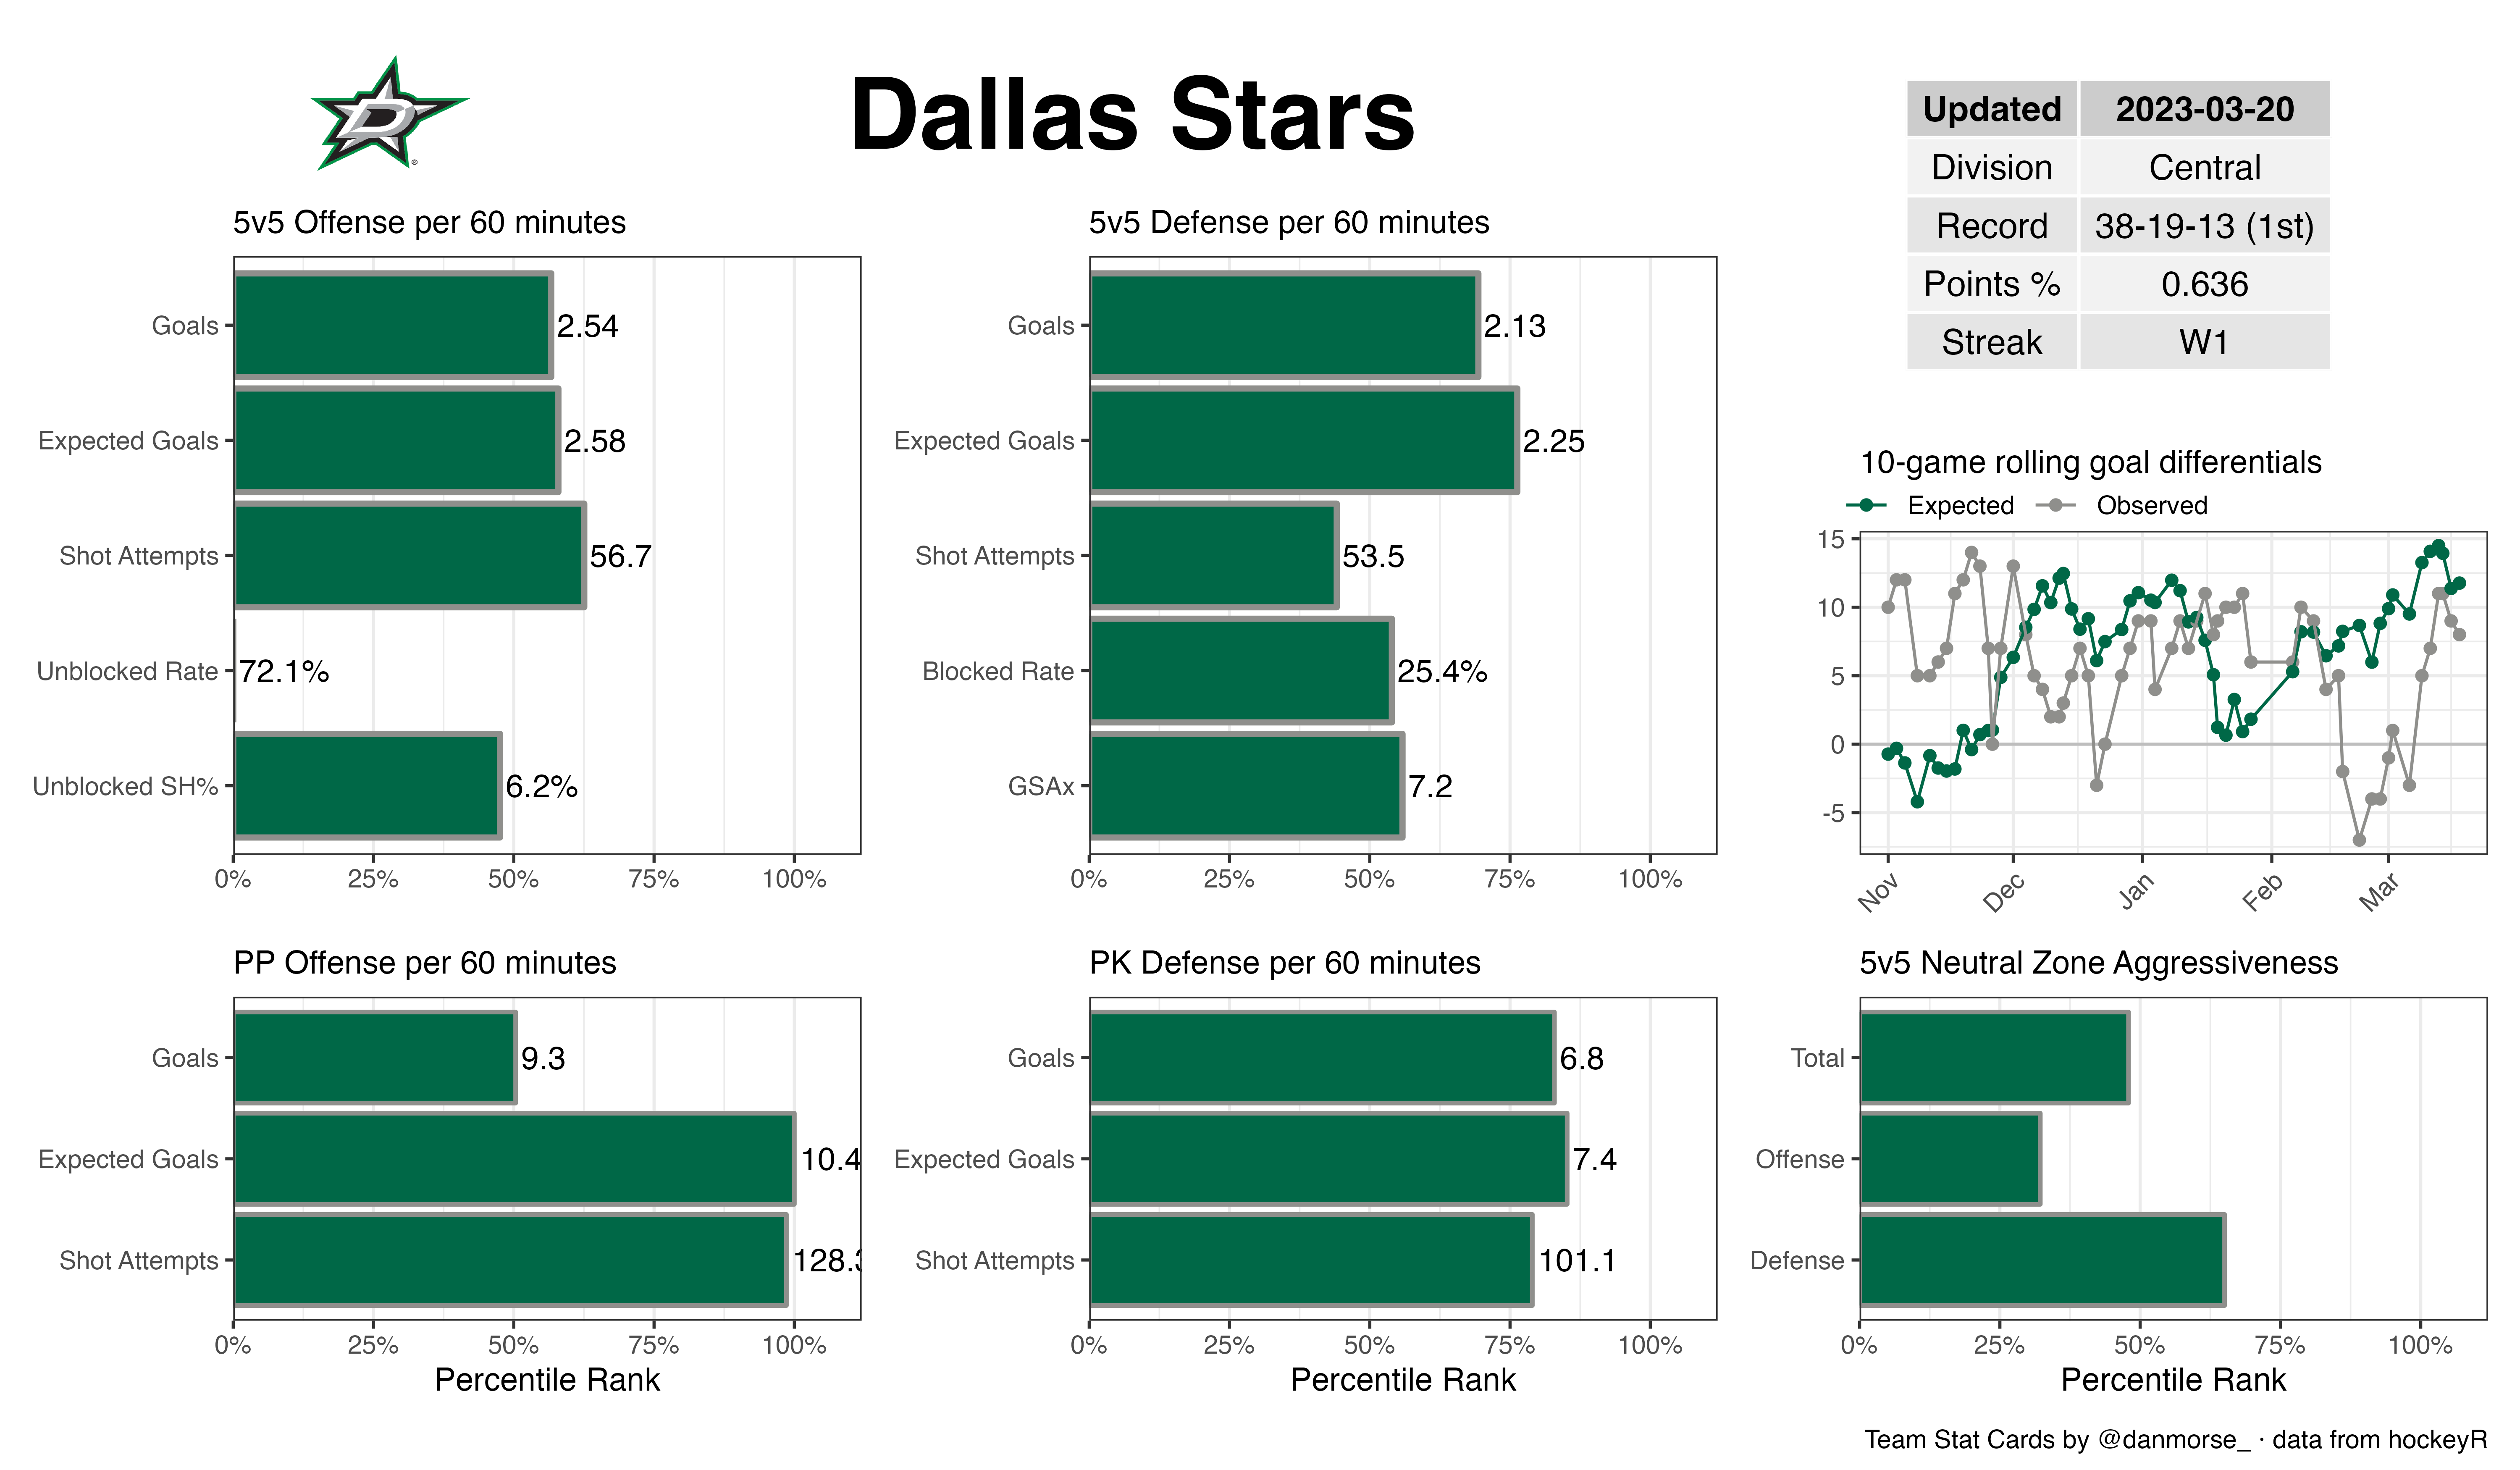 Dallas Stars
D
®
Updated 2023-03-20
Division Central
Record 38-19-13 (1st)
Points % 0.636
Streak W1
5v5 Offense per 60 minutes
Goals 2.54
Expected Goals 2.58
Shot Attempts 56.7
Unblocked Rate 72.1%
Unblocked SH% 6.2%
0% 25% 50% 75% 100%
5v5 Defense per 60 minutes
Goals 2.13
Expected Goals 2.25
Shot Attempts 53.5
Blocked Rate 25.4%
GSAx 7.2
0% 25% 50% 75% 100%
10-game rolling goal differentials
Expected Observed
15
10
5
0
-5
Nov Dec Jan Feb Mar
PP Offense per 60 minutes
Goals 9.3
Expected Goals 10.4
Shot Attempts 128.
0% 25% 50% 75% 100%
Percentile Rank
PK Defense per 60 minutes
Goals 6.8
Expected Goals 7.4
Shot Attempts 101.1
0% 25% 50% 75% 100%
Percentile Rank
5v5 Neutral Zone Aggressiveness
Total
Offense
Defense
0% 25% 50% 75% 100%
Percentile Rank
Team Stat Cards by @danmorse_ · data from hockeyR